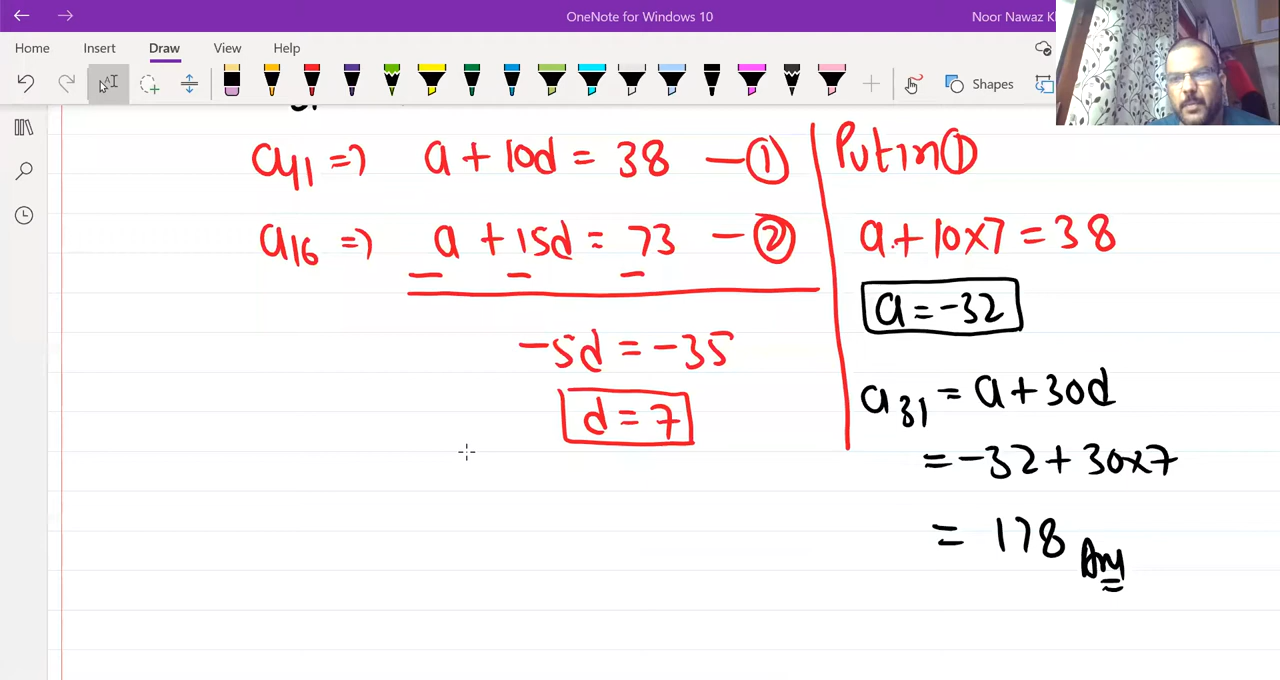 OneNote for Windows 10
Noor Nawaz Kh
Home Insert Draw View Help
Shapes
a11 => a + 10d = 38 — ①
a16 => a + 15d = 73 — ②
-5d = -35
d = 7
Put in ①
a + 10×7 = 38
a = -32
a31 = a + 30d
= -32 + 30×7
= 178 Ans